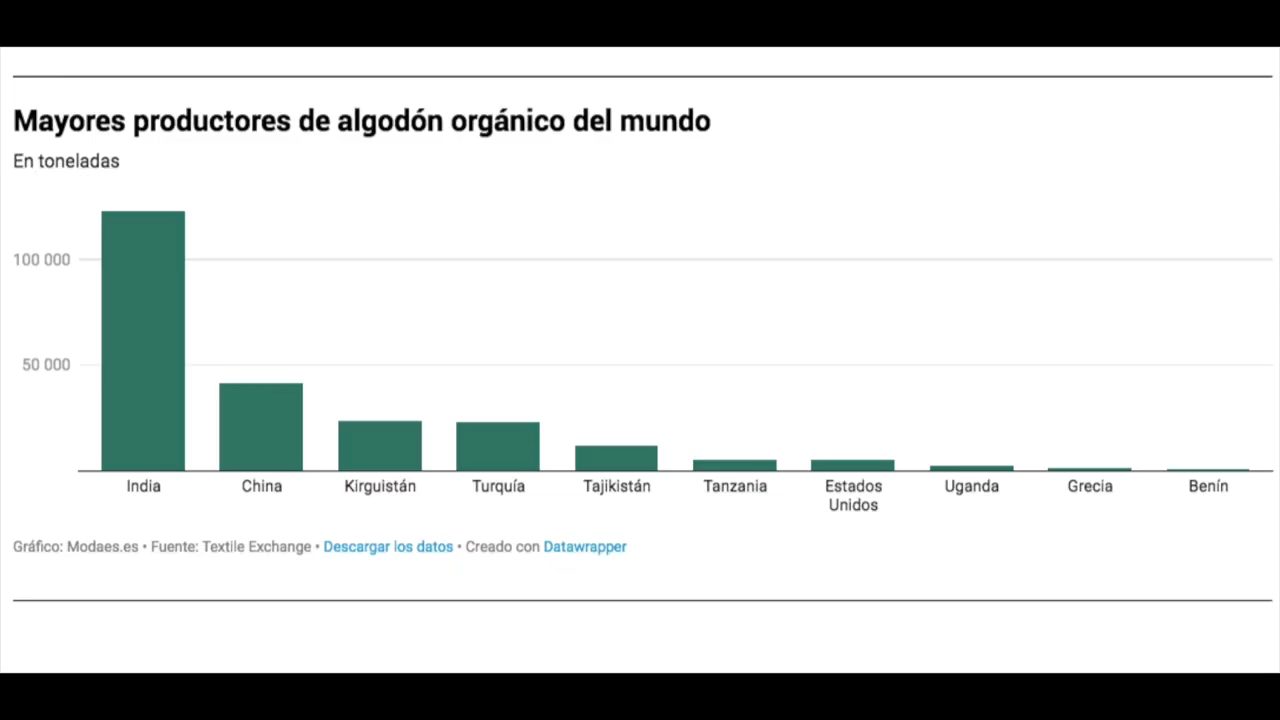 Mayores productores de algodón orgánico del mundo
En toneladas
100 000
50 000
India China Kirguistán Turquía Tajikistán Tanzania Estados Unidos Uganda Grecia Benín
Gráfico: Modaes.es • Fuente: Textile Exchange • Descargar los datos • Creado con Datawrapper